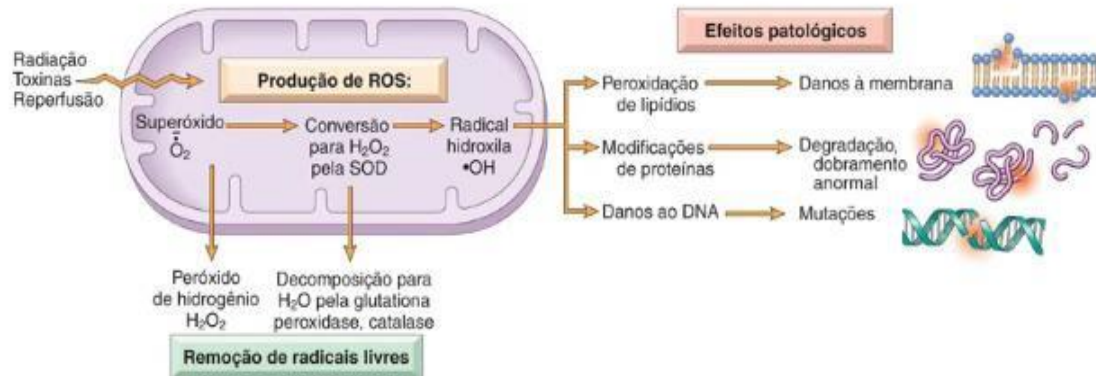 Efeitos patológicos
Radiação
Toxinas
Reperfusão
Produção de ROS:
Superóxido
O̅̇₂
Conversão
para H₂O₂
pela SOD
Radical
hidroxila
•OH
Peroxidação
de lipídios
Danos à membrana
Modificações
de proteínas
Degradação,
dobramento
anormal
Danos ao DNA
Mutações
Peróxido
de hidrogênio
H₂O₂
Decomposição para
H₂O pela glutationa
peroxidase, catalase
Remoção de radicais livres